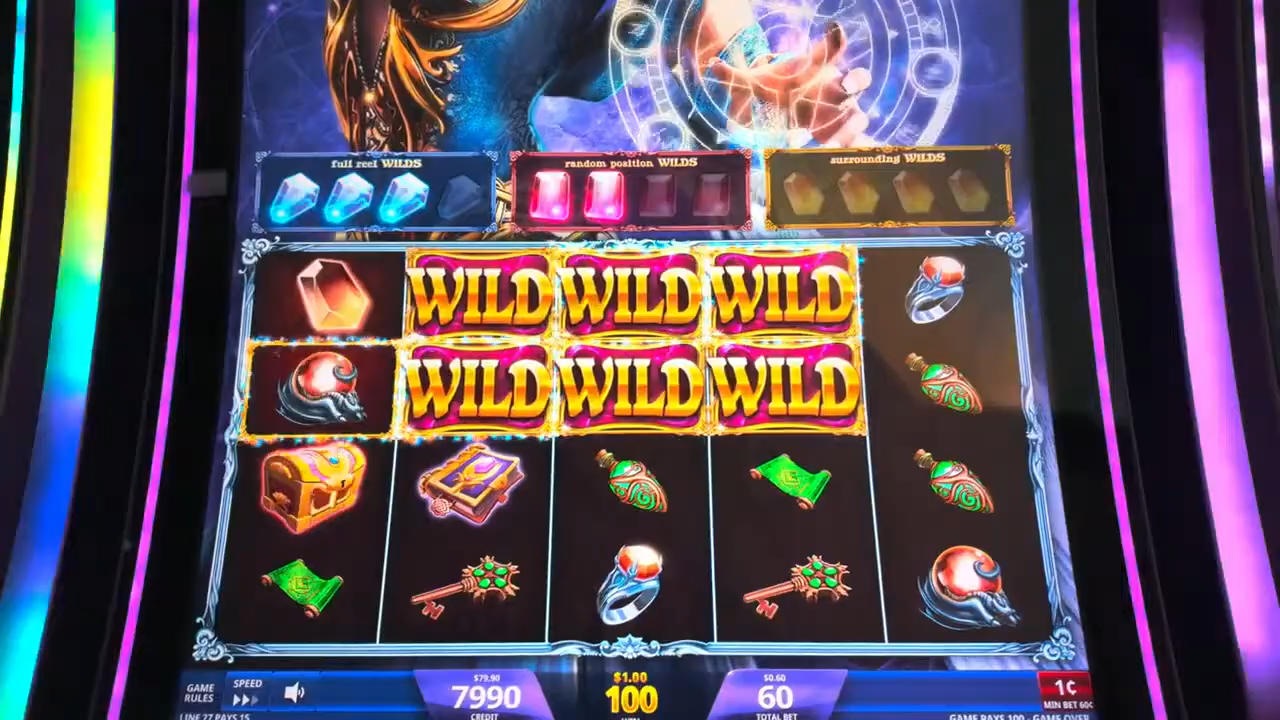 full reel WILDS
random position WILDS
surrounding WILDS
WILD WILD WILD
WILD WILD WILD
GAME RULES
SPEED
$79.90
7990
CREDIT
$1.00
100
WIN
$0.60
60
TOTAL BET
1¢
MIN BET 60¢
LINE 27 PAYS 15
GAME PAYS 100 - GAME OVER